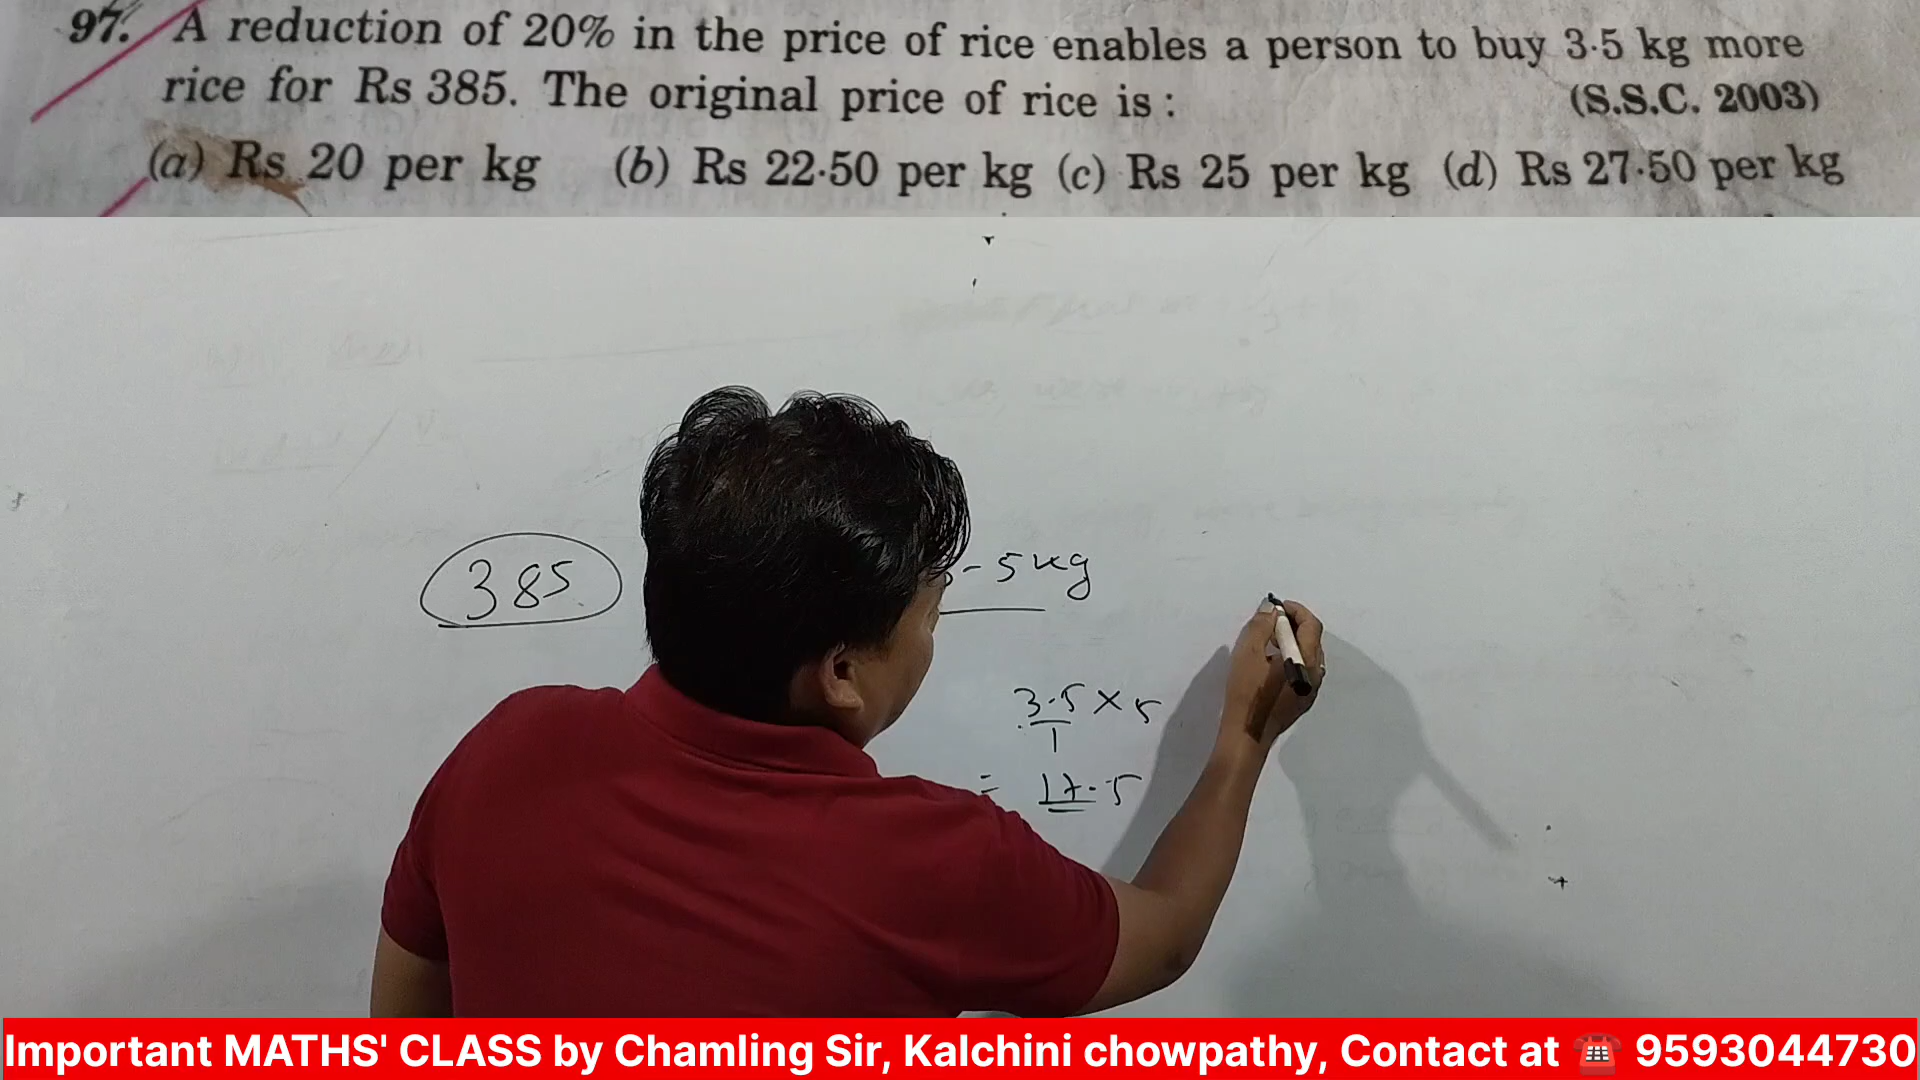 97. A reduction of 20% in the price of rice enables a person to buy 3·5 kg more
rice for Rs 385. The original price of rice is : (S.S.C. 2003)
(a) Rs 20 per kg (b) Rs 22·50 per kg (c) Rs 25 per kg (d) Rs 27·50 per kg
385 - 5 kg
3.5 × 5
1
= 17.5
Important MATHS' CLASS by Chamling Sir, Kalchini chowpathy, Contact at ☎️ 9593044730